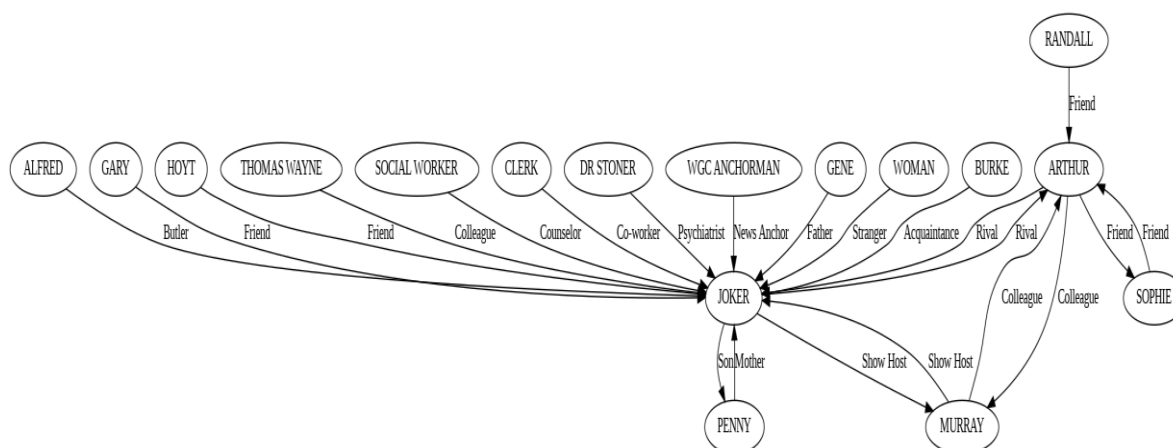 RANDALL
Friend
ALFRED GARY HOYT THOMAS WAYNE SOCIAL WORKER CLERK DR STONER WGC ANCHORMAN GENE WOMAN BURKE ARTHUR
Butler Friend Friend Colleague Counselor Co-worker Psychiatrist News Anchor Father Stranger Acquaintance Rival Rival Friend Friend
JOKER Colleague Colleague SOPHIE
Son Mother Show Host Show Host
PENNY MURRAY